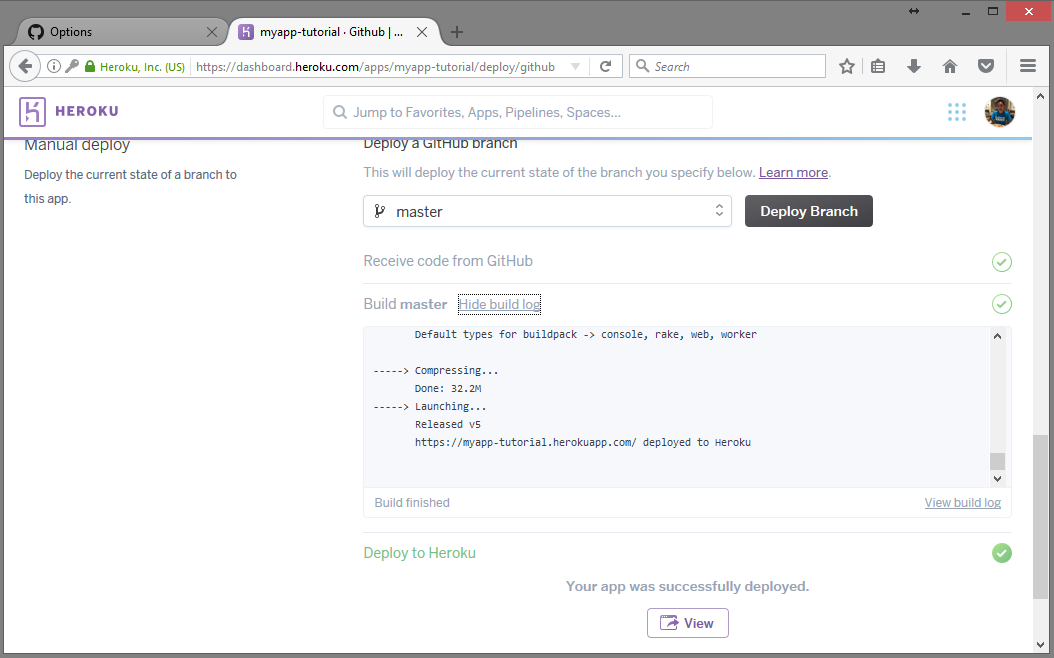 Options
myapp-tutorial · Github | ...
Heroku, Inc. (US)
https://dashboard.heroku.com/apps/myapp-tutorial/deploy/github
Search
HEROKU
Jump to Favorites, Apps, Pipelines, Spaces...
Manual deploy
Deploy the current state of a branch to
this app.
Deploy a GitHub branch
This will deploy the current state of the branch you specify below. Learn more.
master
Deploy Branch
Receive code from GitHub
Build master Hide build log
Default types for buildpack -> console, rake, web, worker
-----> Compressing...
Done: 32.2M
-----> Launching...
Released v5
https://myapp-tutorial.herokuapp.com/ deployed to Heroku
Build finished
View build log
Deploy to Heroku
Your app was successfully deployed.
View